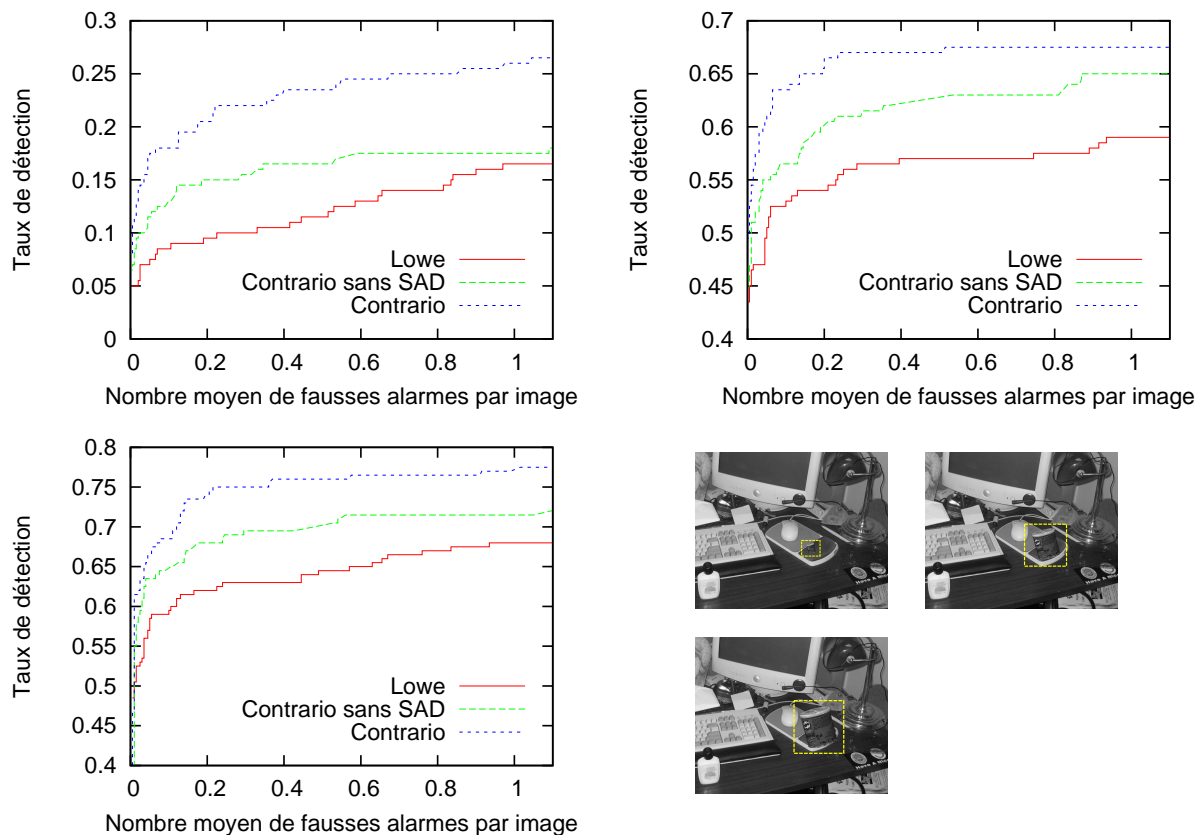 0.3
0.25
0.2
0.15
0.1
0.05
0
Taux de détection
Lowe
Contrario sans SAD
Contrario
0 0.2 0.4 0.6 0.8 1
Nombre moyen de fausses alarmes par image
0.7
0.65
0.6
0.55
0.5
0.45
0.4
Taux de détection
Lowe
Contrario sans SAD
Contrario
0 0.2 0.4 0.6 0.8 1
Nombre moyen de fausses alarmes par image
0.8
0.75
0.7
0.65
0.6
0.55
0.5
0.45
0.4
Taux de détection
Lowe
Contrario sans SAD
Contrario
0 0.2 0.4 0.6 0.8 1
Nombre moyen de fausses alarmes par image